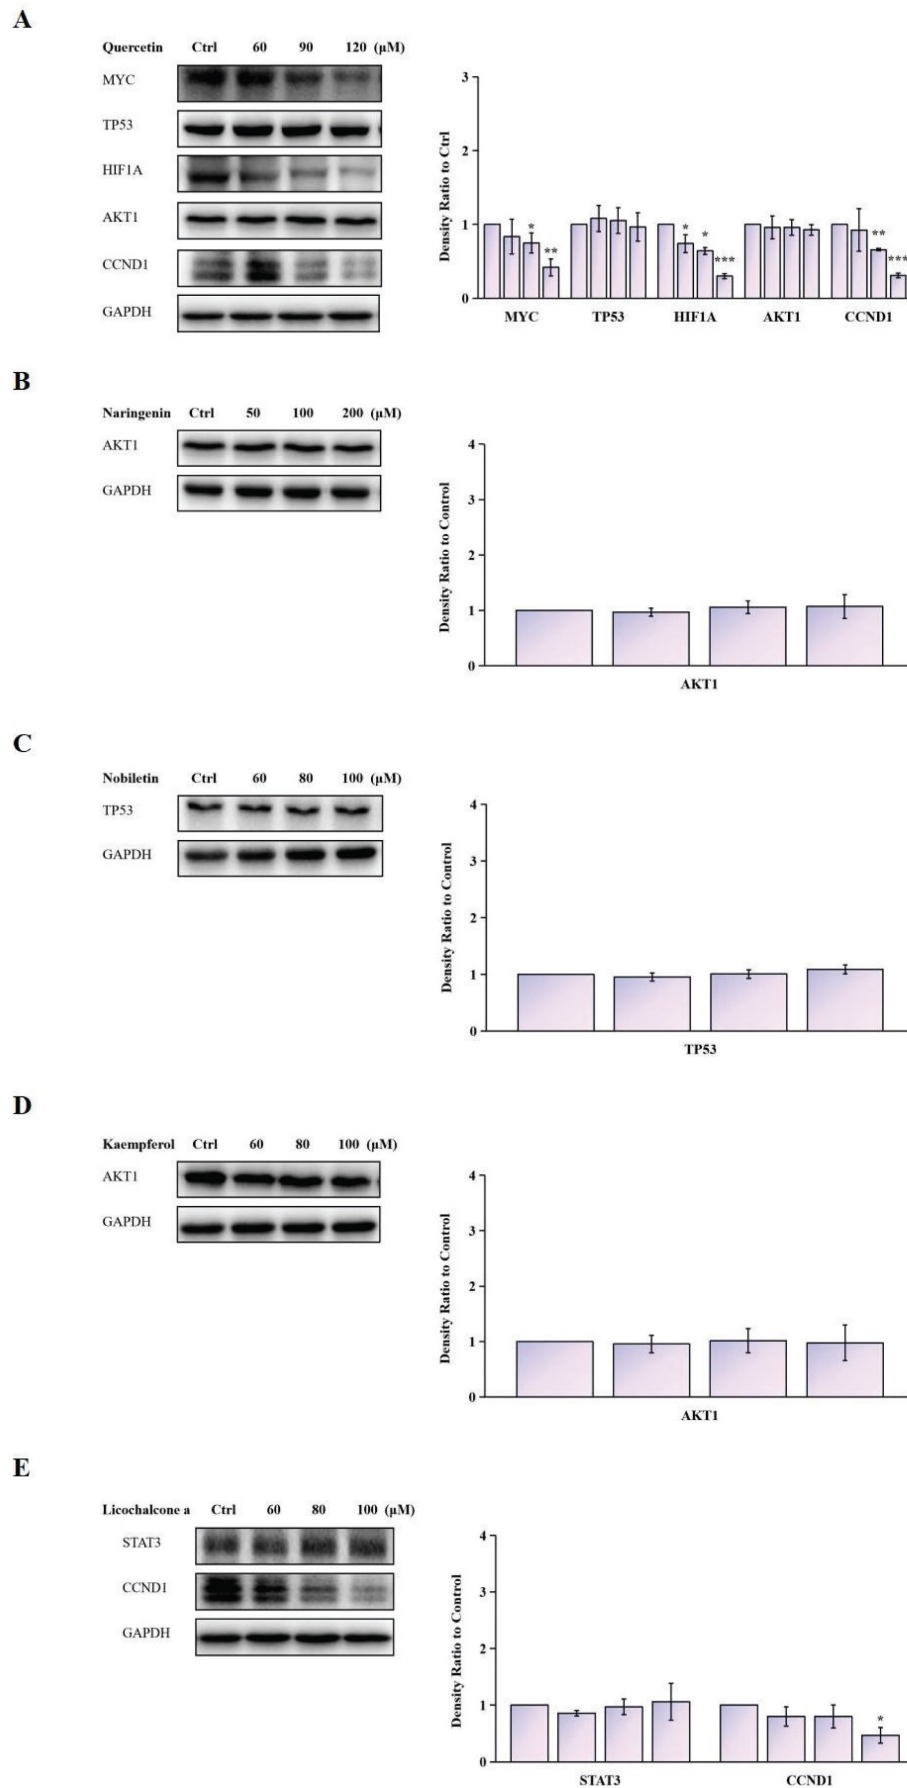 A
Quercetin Ctrl 60 90 120 (μM)
MYC
TP53
HIF1A
AKT1
CCND1
GAPDH
Density Ratio to Ctrl
3
2
1
0
* ** * * *** ** ***
MYC TP53 HIF1A AKT1 CCND1
B
Naringenin Ctrl 50 100 200 (μM)
AKT1
GAPDH
Density Ratio to Control
4
3
2
1
0
AKT1
C
Nobiletin Ctrl 60 80 100 (μM)
TP53
GAPDH
Density Ratio to Control
4
3
2
1
0
TP53
D
Kaempferol Ctrl 60 80 100 (μM)
AKT1
GAPDH
Density Ratio to Control
4
3
2
1
0
AKT1
E
Licochalcone a Ctrl 60 80 100 (μM)
STAT3
CCND1
GAPDH
Density Ratio to Control
4
3
2
1
0
*
STAT3 CCND1